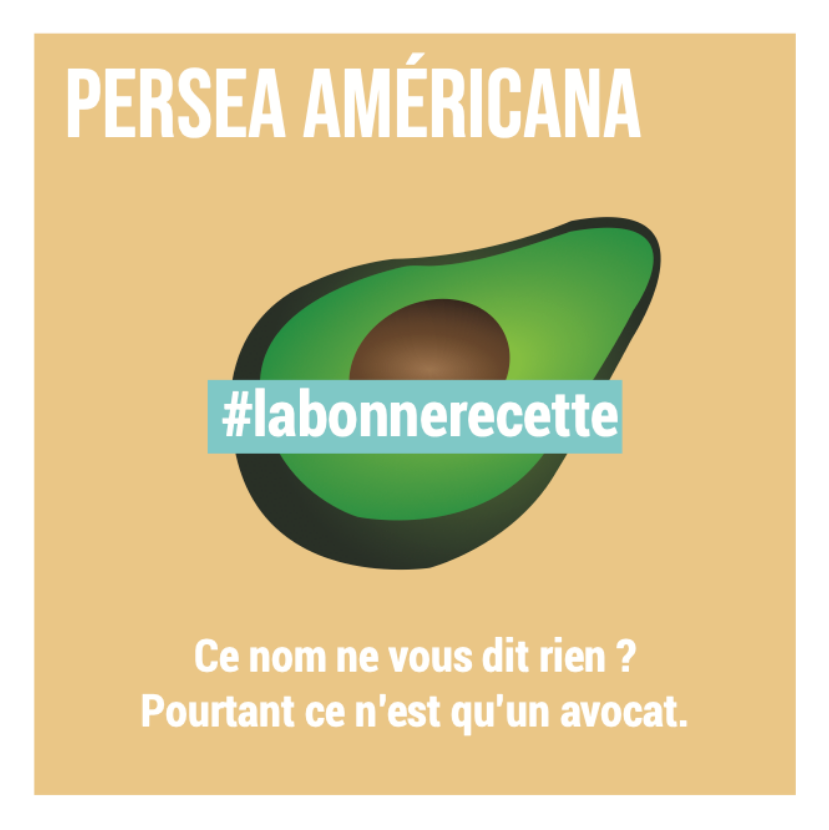 PERSEA AMÉRICANA
#labonnerecette
Ce nom ne vous dit rien ?
Pourtant ce n'est qu'un avocat.